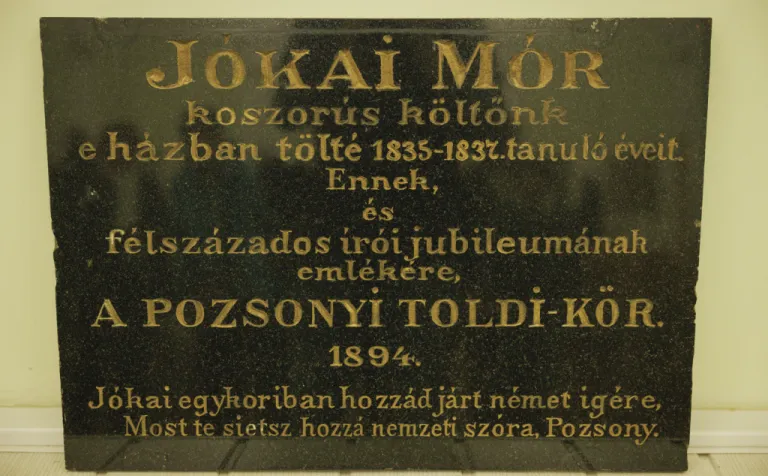 JÓKAI MÓR
koszorús költőnk
e házban tölté 1835-1837. tanuló éveit.
Ennek,
és
félszázados írói jubileumának
emlékére,
A POZSONYI TOLDI-KÖR.
1894.
Jókai egykoriban hozzád járt német igére,
Most te sietsz hozzá nemzeti szóra, Pozsony.